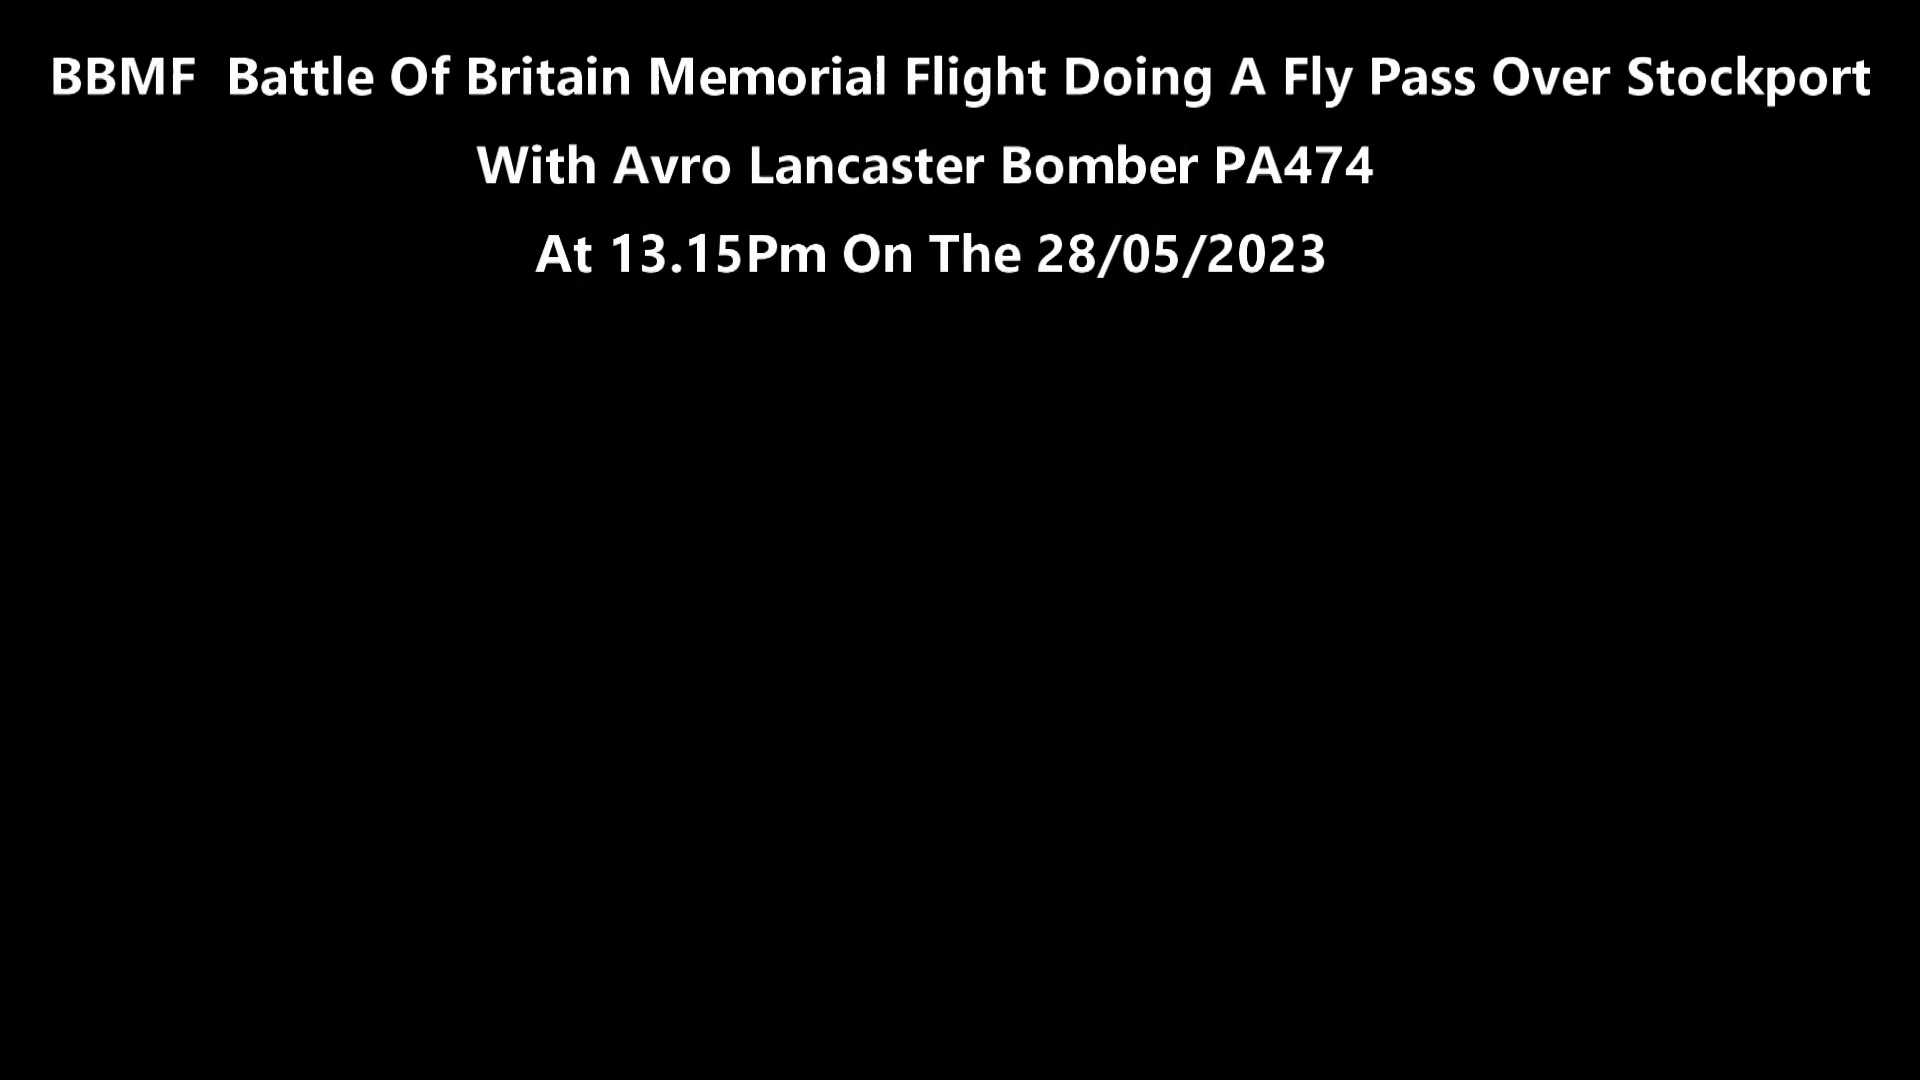 BBMF  Battle Of Britain Memorial Flight Doing A Fly Pass Over Stockport
With Avro Lancaster Bomber PA474
At 13.15Pm On The 28/05/2023